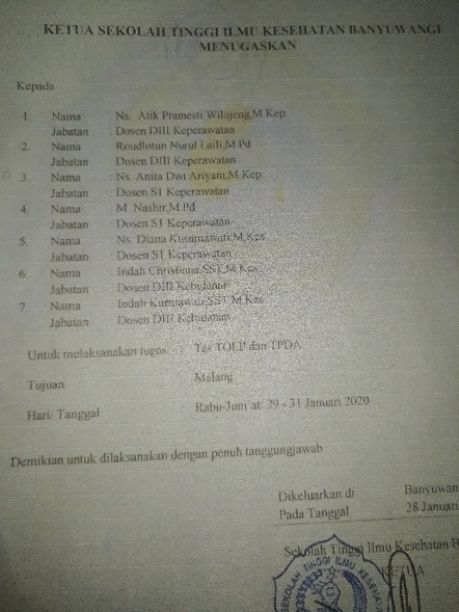 KETUA SEKOLAH TINGGI ILMU KESEHATAN BANYUWANGI
MENUGASKAN
Kepada
1. Nama Ns. Atik Pramesti Wilujeng,M.Kep
Jabatan Dosen DIII Keperawatan
2. Nama Roudlotun Nurul Laili,M.Pd
Jabatan Dosen DIII Keperawatan
3. Nama Ns. Anita Dwi Ariyani,M.Kep.
Jabatan Dosen S1 Keperawatan
4. Nama M. Nashir,M.Pd
Jabatan Dosen S1 Keperawatan
5. Nama Ns. Diana Kusumawati,M.Kes
Jabatan Dosen S1 Keperawatan
6. Nama Indah Christiana,SST,M.Kes
Jabatan Dosen DIII Kebidanan
7. Nama Indah Kurniawati,SST,M.Kes
Jabatan Dosen DIII Kebidanan
Untuk melaksanakan tugas : Tes TOEP dan TPDA
Tujuan Malang
Hari/ Tanggal Rabu-Jum'at/ 29 - 31 Januari 2020
Demikian untuk dilaksanakan dengan penuh tanggungjawab
Dikeluarkan di Banyuwan
Pada Tanggal 28 Januari
Sekolah Tinggi Ilmu Kesehatan B
KETUA
SEKOLAH TINGGI ILMU KESEHA